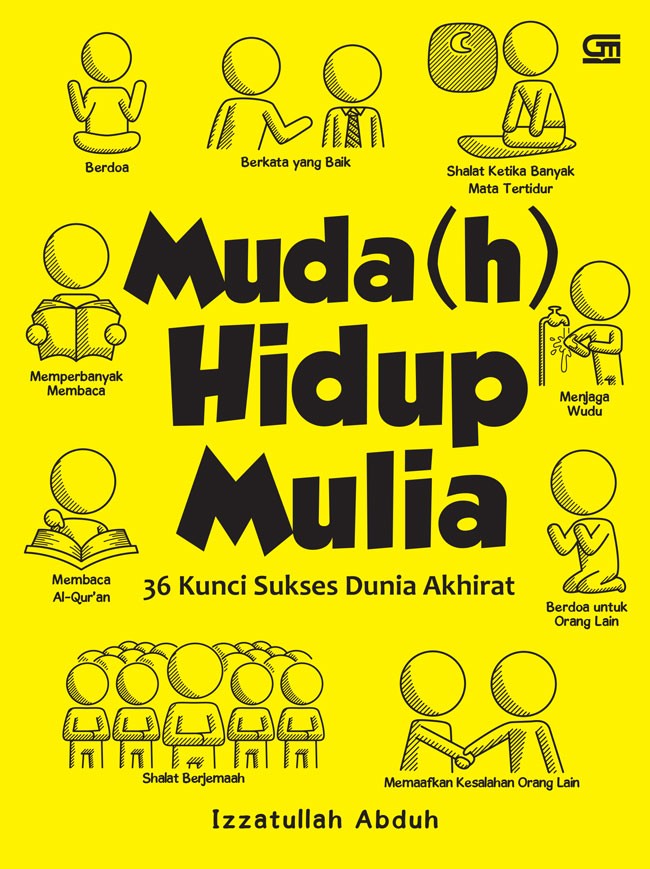 GM
Berdoa
Berkata yang Baik
Shalat Ketika Banyak
Mata Tertidur
Muda(h)
Hidup
Mulia
Memperbanyak
Membaca
Menjaga
Wudu
Membaca
Al-Qur'an
36 Kunci Sukses Dunia Akhirat
Berdoa untuk
Orang Lain
Shalat Berjemaah
Memaafkan Kesalahan Orang Lain
Izzatullah Abduh